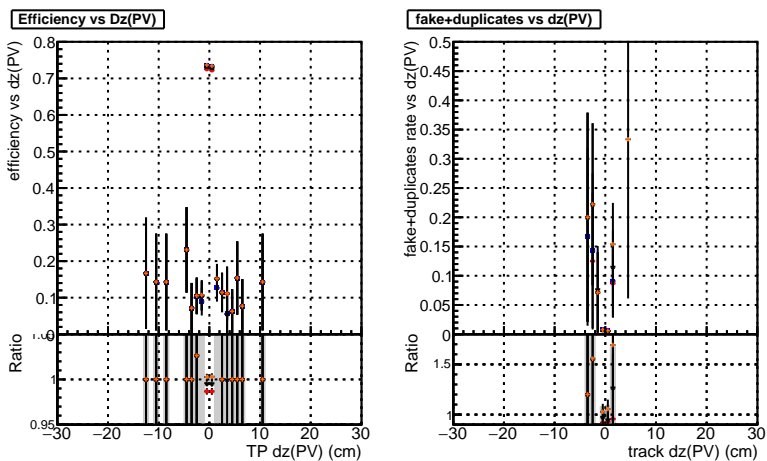 Efficiency vs Dz(PV)
efficiency vs dz(PV)
0.8
0.7
0.6
0.5
0.4
0.3
0.2
0.1
0
Ratio
1
0.95
−30 −20 −10 0 10 20 30
TP dz(PV) (cm)
fake+duplicates vs dz(PV)
fake+duplicates rate vs dz(PV)
0.5
0.45
0.4
0.35
0.3
0.25
0.2
0.15
0.1
0.05
0
Ratio
1.5
1
−30 −20 −10 0 10 20 30
track dz(PV) (cm)